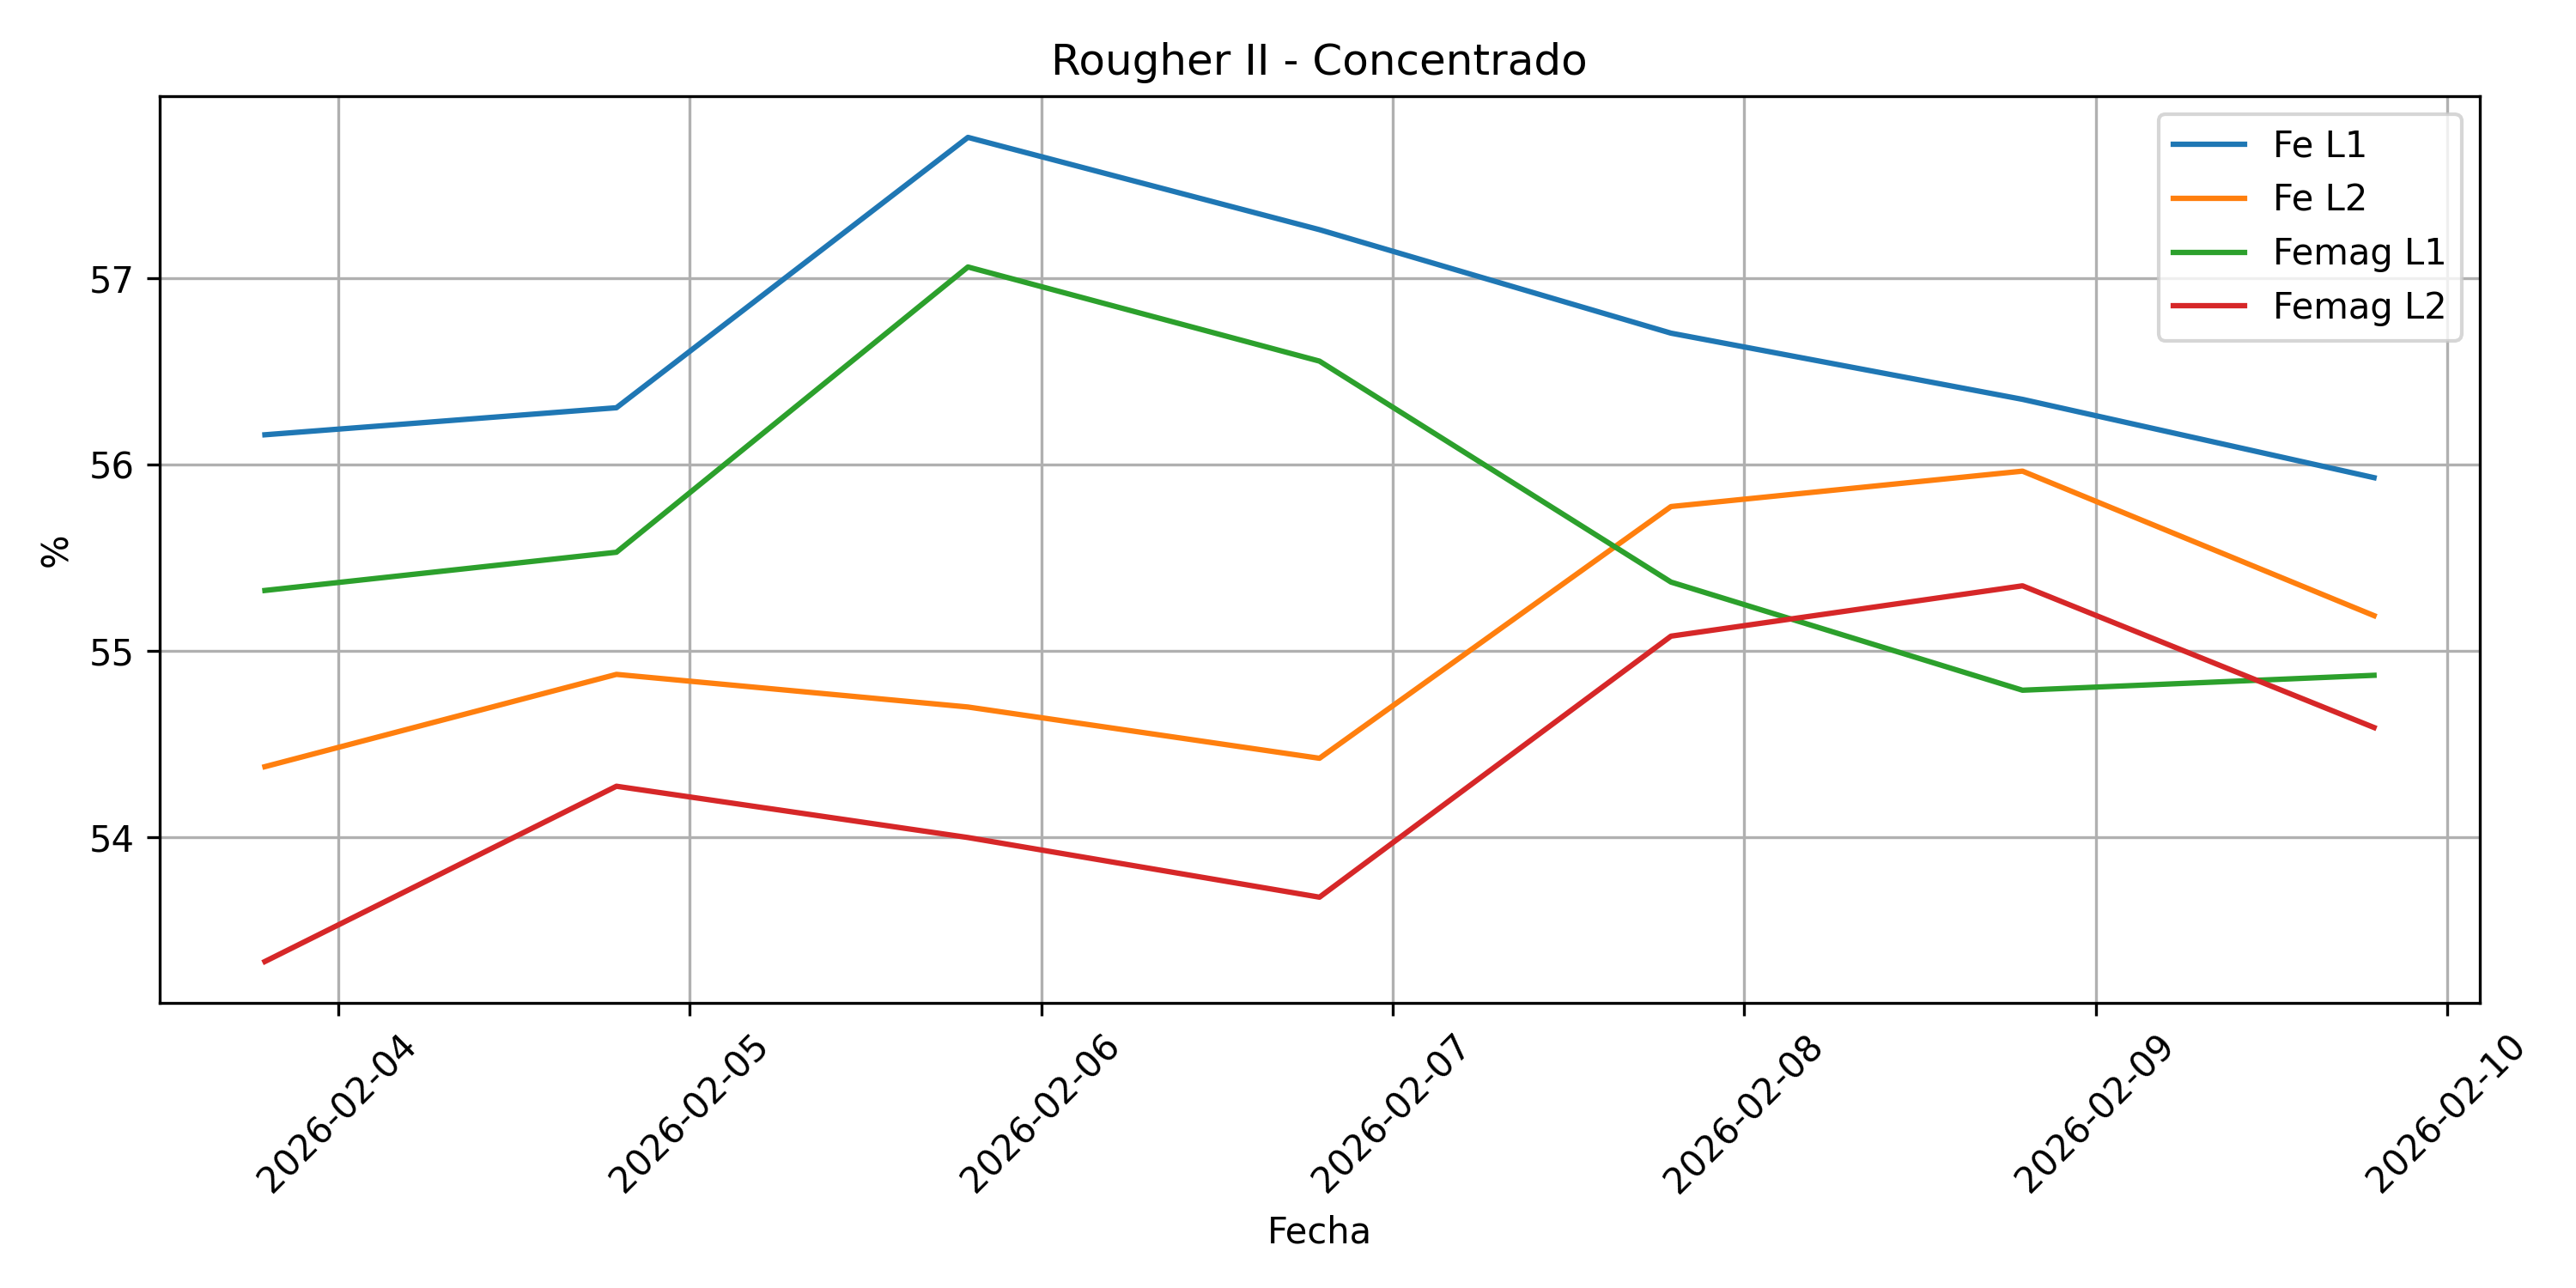 Rougher II - Concentrado
Fe L1
Fe L2
Femag L1
Femag L2
57
56
55
54
%
2026-02-04
2026-02-05
2026-02-06
2026-02-07
2026-02-08
2026-02-09
2026-02-10
Fecha